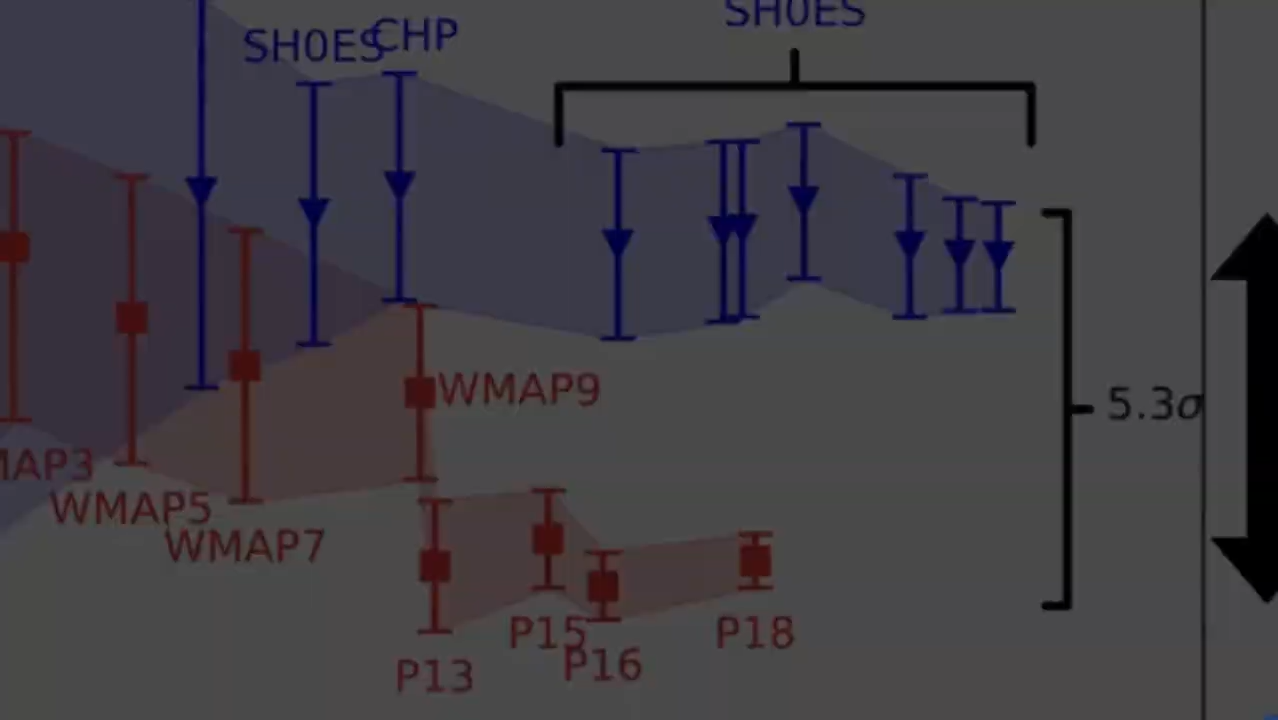 SH0ES
SH0ES
CHP
WMAP9
5.3σ
MAP3
WMAP5
WMAP7
P15
P16
P18
P13